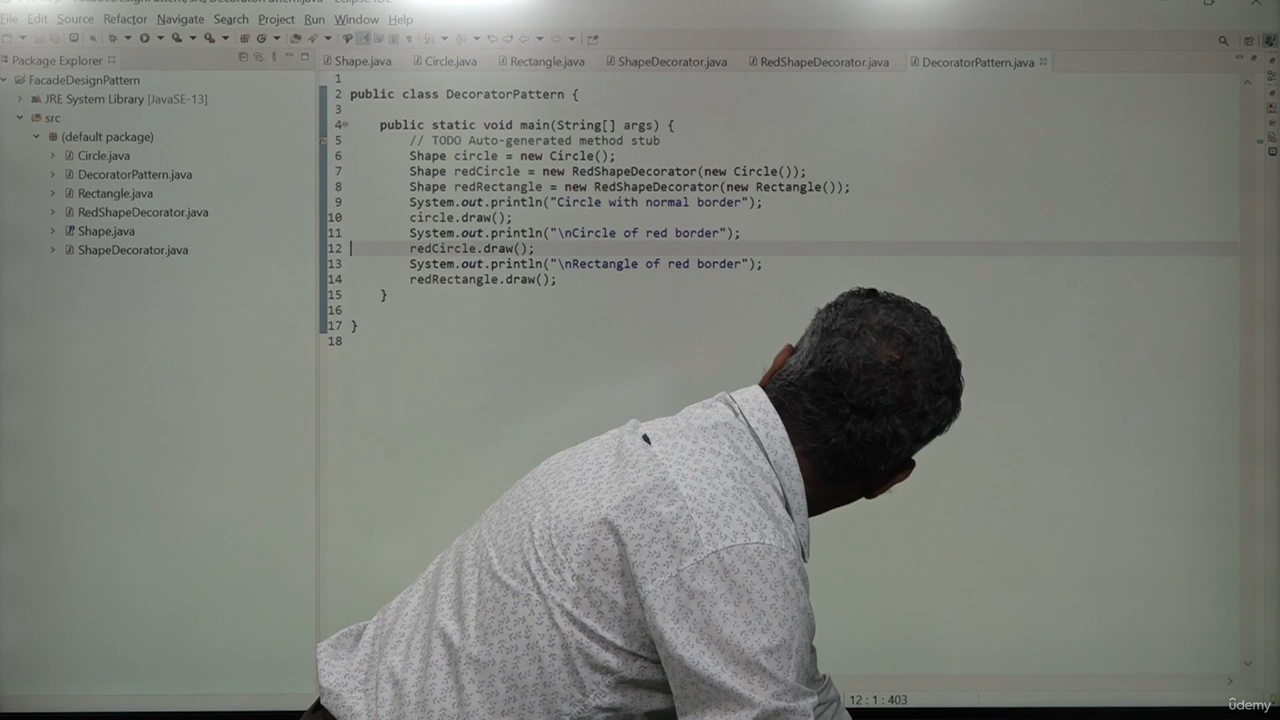 File Edit Source Refactor Navigate Search Project Run Window Help
Package Explorer
FacadeDesignPattern
JRE System Library [JavaSE-13]
src
(default package)
Circle.java
DecoratorPattern.java
Rectangle.java
RedShapeDecorator.java
Shape.java
ShapeDecorator.java
Shape.java Circle.java Rectangle.java ShapeDecorator.java RedShapeDecorator.java DecoratorPattern.java
1
2 public class DecoratorPattern {
3
4 public static void main(String[] args) {
5 // TODO Auto-generated method stub
6 Shape circle = new Circle();
7 Shape redCircle = new RedShapeDecorator(new Circle());
8 Shape redRectangle = new RedShapeDecorator(new Rectangle());
9 System.out.println("Circle with normal border");
10 circle.draw();
11 System.out.println("\nCircle of red border");
12 redCircle.draw();
13 System.out.println("\nRectangle of red border");
14 redRectangle.draw();
15 }
16
17 }
18
12 : 1 : 403
ûdemy